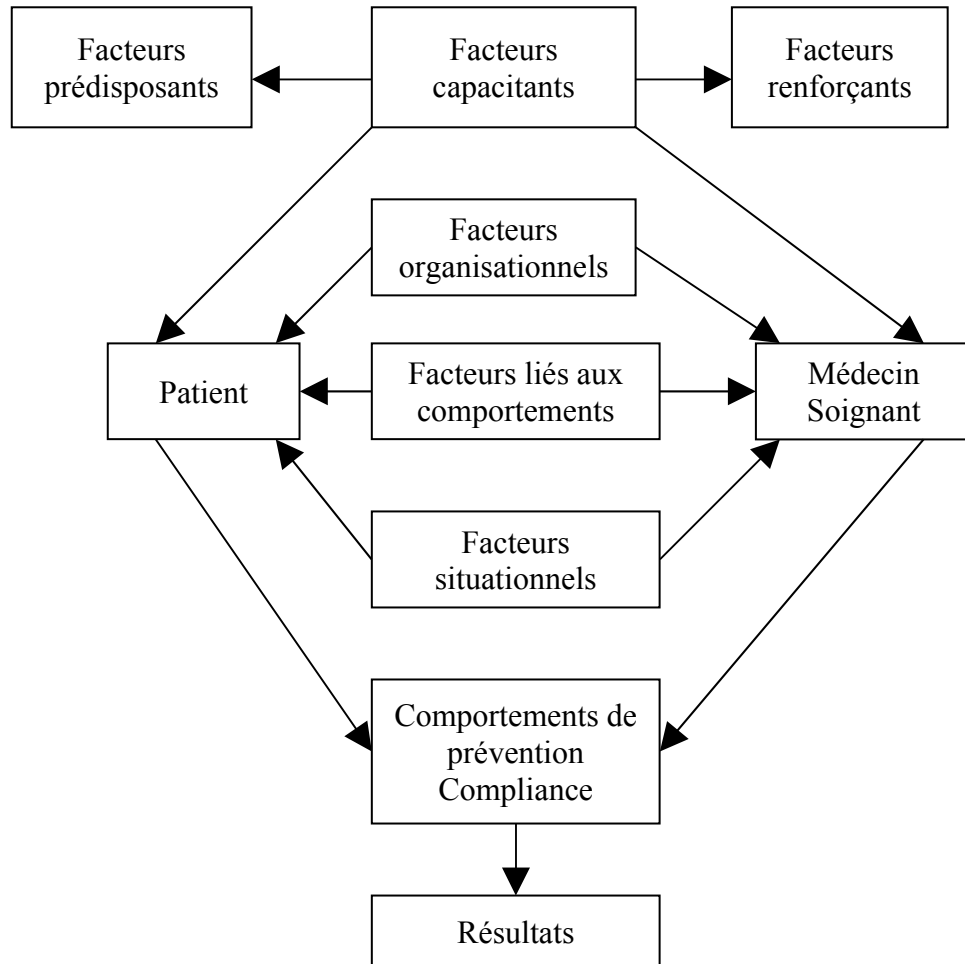 Facteurs
prédisposants
Facteurs
capacitants
Facteurs
renforçants
Facteurs
organisationnels
Patient
Facteurs liés aux
comportements
Médecin
Soignant
Facteurs
situationnels
Comportements de
prévention
Compliance
Résultats